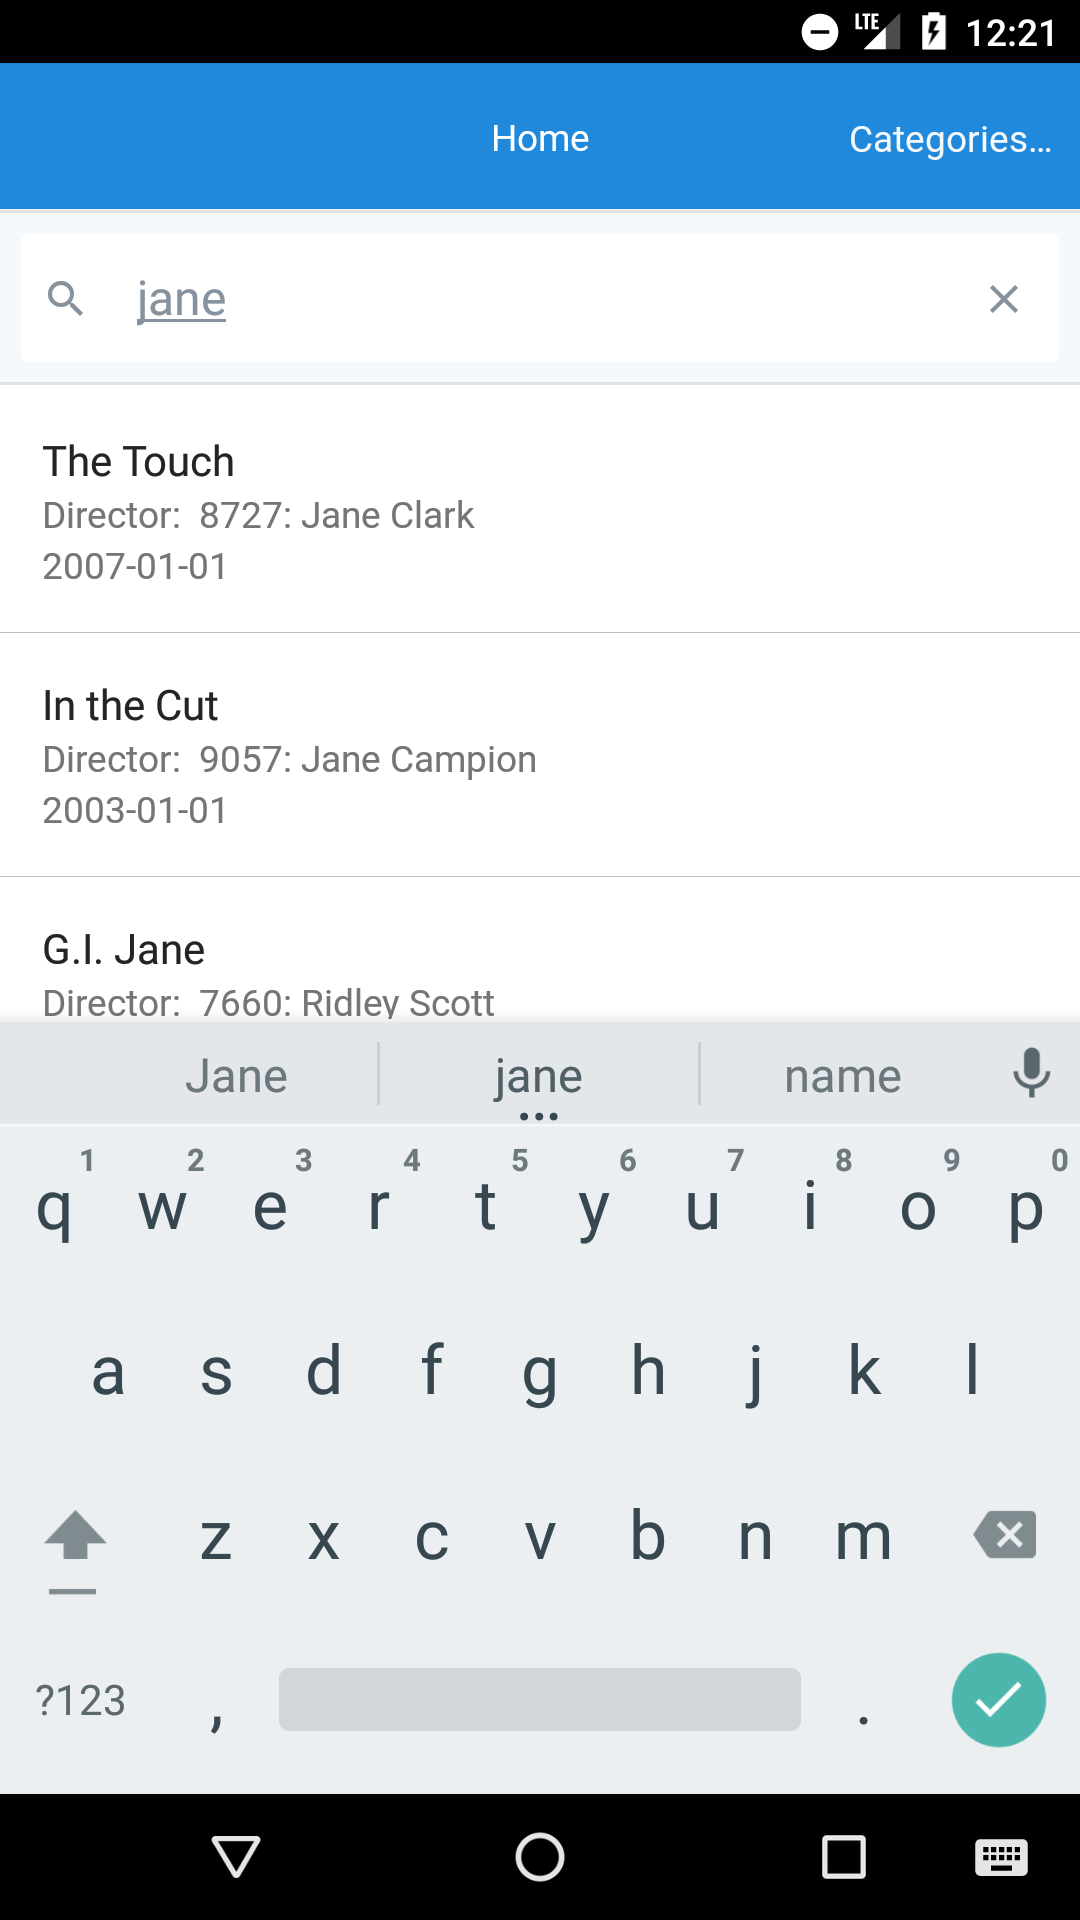 LTE 12:21
Home Categories...
jane
The Touch
Director: 8727: Jane Clark
2007-01-01
In the Cut
Director: 9057: Jane Campion
2003-01-01
G.I. Jane
Director: 7660: Ridley Scott
Jane jane name
1 2 3 4 5 6 7 8 9 0
q w e r t y u i o p
a s d f g h j k l
z x c v b n m
?123 , .